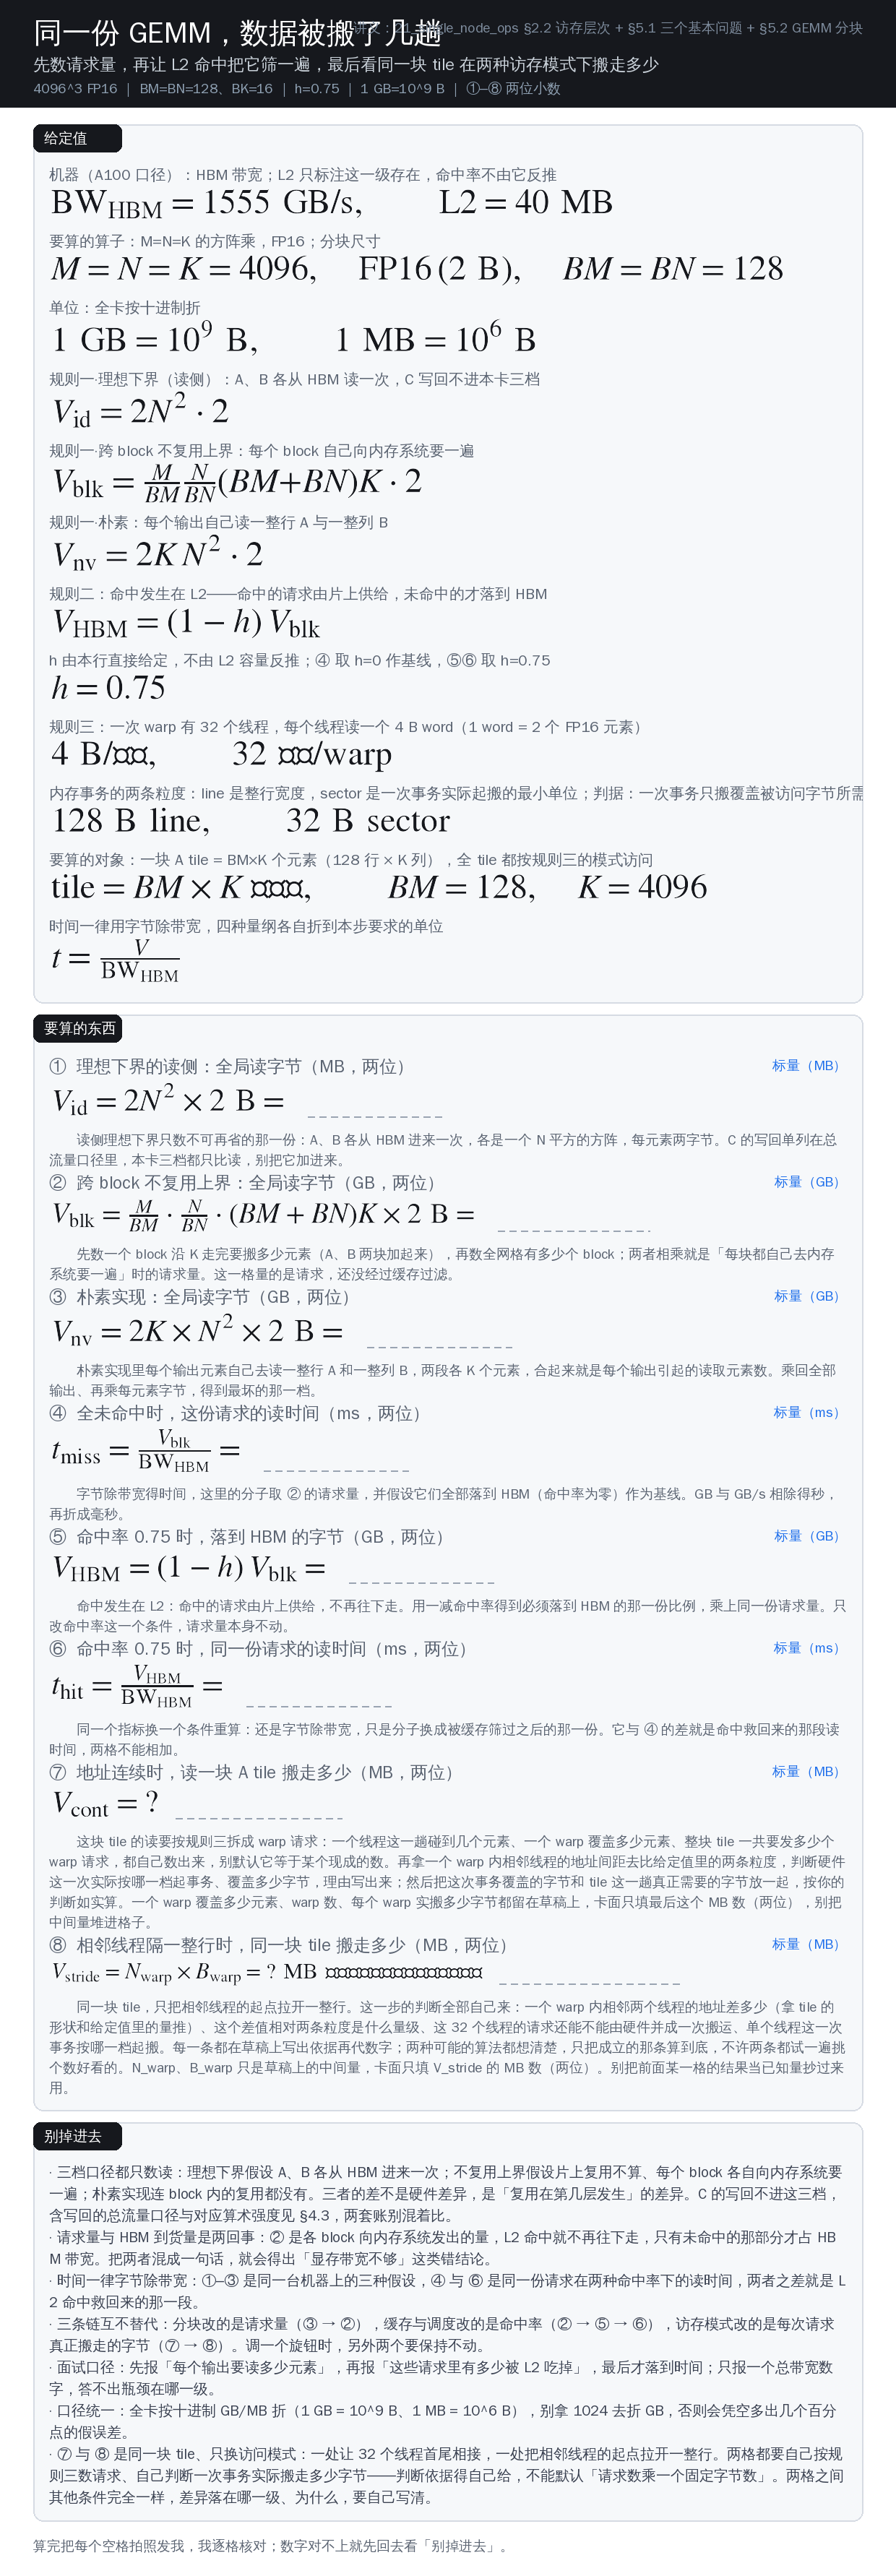 同一份 GEMM，数据被搬了几趟
§2.2 访存层次 + §5.1 三个基本问题 + §5.2 GEMM 分块
先数请求量，再让 L2 命中把它筛一遍，最后看同一块 tile 在两种访存模式下搬走多少
4096^3 FP16 ｜ BM=BN=128、BK=16 ｜ h=0.75 ｜ 1 GB=10^9 B ｜ ①—⑧ 两位小数
给定值
机器（A100 口径）：HBM 带宽；L2 只标注这一级存在，命中率不由它反推
BW_HBM = 1555 GB/s, L2 = 40 MB
要算的算子：M=N=K 的方阵乘，FP16；分块尺寸
M = N = K = 4096, FP16 (2 B), BM = BN = 128
单位：全卡按十进制折
1 GB = 10^9 B, 1 MB = 10^6 B
规则一·理想下界（读侧）：A、B 各从 HBM 读一次，C 写回不进本卡三档
V_id = 2N^2 · 2
规则一·跨 block 不复用上界：每个 block 自己向内存系统要一遍
V_blk = M/BM N/BN (BM+BN)K · 2
规则一·朴素：每个输出自己读一整行 A 与一整列 B
V_nv = 2K N^2 · 2
规则二：命中发生在 L2——命中的请求由片上供给，未命中的才落到 HBM
V_HBM = (1 − h) V_blk
h 由本行直接给定，不由 L2 容量反推；④ 取 h=0 作基线，⑤⑥ 取 h=0.75
h = 0.75
规则三：一次 warp 有 32 个线程，每个线程读一个 4 B word（1 word = 2 个 FP16 元素）
4 B/¤¤, 32 ¤¤/warp
内存事务的两条粒度：line 是整行宽度，sector 是一次事务实际起搬的最小单位；判据：一次事务只搬覆盖被访问字节所需
128 B line, 32 B sector
要算的对象：一块 A tile = BM×K 个元素（128 行 × K 列），全 tile 都按规则三的模式访问
tile = BM × K ¤¤¤, BM = 128, K = 4096
时间一律用字节除带宽，四种量纲各自折到本步要求的单位
t = V/BW_HBM
要算的东西
① 理想下界的读侧：全局读字节（MB，两位） 标量（MB）
V_id = 2N^2 × 2 B =
读侧理想下界只数不可再省的那一份：A、B 各从 HBM 进来一次，各是一个 N 平方的方阵，每元素两字节。C 的写回单列在总
流量口径里，本卡三档都只比读，别把它加进来。
② 跨 block 不复用上界：全局读字节（GB，两位） 标量（GB）
V_blk = M/BM · N/BN · (BM + BN)K × 2 B =
先数一个 block 沿 K 走完要搬多少元素（A、B 两块加起来），再数全网格有多少个 block；两者相乘就是「每块都自己去内存
系统要一遍」时的请求量。这一格量的是请求，还没经过缓存过滤。
③ 朴素实现：全局读字节（GB，两位） 标量（GB）
V_nv = 2K × N^2 × 2 B =
朴素实现里每个输出元素自己去读一整行 A 和一整列 B，两段各 K 个元素，合起来就是每个输出引起的读取元素数。乘回全部
输出、再乘每元素字节，得到最坏的那一档。
④ 全未命中时，这份请求的读时间（ms，两位） 标量（ms）
t_miss = V_blk/BW_HBM =
字节除带宽得时间，这里的分子取 ② 的请求量，并假设它们全部落到 HBM（命中率为零）作为基线。GB 与 GB/s 相除得秒，
再折成毫秒。
⑤ 命中率 0.75 时，落到 HBM 的字节（GB，两位） 标量（GB）
V_HBM = (1 − h) V_blk =
命中发生在 L2：命中的请求由片上供给，不再往下走。用一减命中率得到必须落到 HBM 的那一份比例，乘上同一份请求量。只
改命中率这一个条件，请求量本身不动。
⑥ 命中率 0.75 时，同一份请求的读时间（ms，两位） 标量（ms）
t_hit = V_HBM/BW_HBM =
同一个指标换一个条件重算：还是字节除带宽，只是分子换成被缓存筛过之后的那一份。它与 ④ 的差就是命中救回来的那段读
时间，两格不能相加。
⑦ 地址连续时，读一块 A tile 搬走多少（MB，两位） 标量（MB）
V_cont = ?
这块 tile 的读要按规则三拆成 warp 请求：一个线程这一趟碰到几个元素、一个 warp 覆盖多少元素、整块 tile 一共要发多少个
warp 请求，都自己数出来，别默认它等于某个现成的数。再拿一个 warp 内相邻线程的地址间距去比给定值里的两条粒度，判断硬件
这一次实际按哪一档起事务、覆盖多少字节，理由写出来；然后把这次事务覆盖的字节和 tile 这一趟真正需要的字节放一起，按你的
判断如实算。一个 warp 覆盖多少元素、warp 数、每个 warp 实搬多少字节都留在草稿上，卡面只填最后这个 MB 数（两位），别把
中间量堆进格子。
⑧ 相邻线程隔一整行时，同一块 tile 搬走多少（MB，两位） 标量（MB）
V_stride = N_warp × B_warp = ? MB
同一块 tile，只把相邻线程的起点拉开一整行。这一步的判断全部自己来：一个 warp 内相邻两个线程的地址差多少（拿 tile 的
形状和给定值里的量推）、这个差值相对两条粒度是什么量级、这 32 个线程的请求还能不能由硬件并成一次搬运、单个线程这一次
事务按哪一档起搬。每一条都在草稿上写出依据再代数字；两种可能的算法都想清楚，只把成立的那条算到底，不许两条都试一遍挑
个数好看的。N_warp、B_warp 只是草稿上的中间量，卡面只填 V_stride 的 MB 数（两位）。别把前面某一格的结果当已知量抄过来
用。
别掉进去
· 三档口径都只数读：理想下界假设 A、B 各从 HBM 进来一次；不复用上界假设片上复用不算、每个 block 各自向内存系统要
一遍；朴素实现连 block 内的复用都没有。三者的差不是硬件差异，是「复用在第几层发生」的差异。C 的写回不进这三档，
含写回的总流量口径与对应算术强度见 §4.3，两套账别混着比。
· 请求量与 HBM 到货量是两回事：② 是各 block 向内存系统发出的量，L2 命中就不再往下走，只有未命中的那部分才占 HB
M 带宽。把两者混成一句话，就会得出「显存带宽不够」这类错结论。
· 时间一律字节除带宽：①—③ 是同一台机器上的三种假设，④ 与 ⑥ 是同一份请求在两种命中率下的读时间，两者之差就是 L
2 命中救回来的那一段。
· 三条链互不替代：分块改的是请求量（③ → ②），缓存与调度改的是命中率（② → ⑤ → ⑥），访存模式改的是每次请求
真正搬走的字节（⑦ → ⑧）。调一个旋钮时，另外两个要保持不动。
· 面试口径：先报「每个输出要读多少元素」，再报「这些请求里有多少被 L2 吃掉」，最后才落到时间；只报一个总带宽数
字，答不出瓶颈在哪一级。
· 口径统一：全卡按十进制 GB/MB 折（1 GB = 10^9 B、1 MB = 10^6 B），别拿 1024 去折 GB，否则会凭空多出几个百分
点的假误差。
· ⑦ 与 ⑧ 是同一块 tile、只换访问模式：一处让 32 个线程首尾相接，一处把相邻线程的起点拉开一整行。两格都要自己按规
则三数请求、自己判断一次事务实际搬走多少字节——判断依据得自己给，不能默认「请求数乘一个固定字节数」。两格之间
其他条件完全一样，差异落在哪一级、为什么，要自己写清。
算完把每个空格拍照发我，我逐格核对；数字对不上就先回去看「别掉进去」。